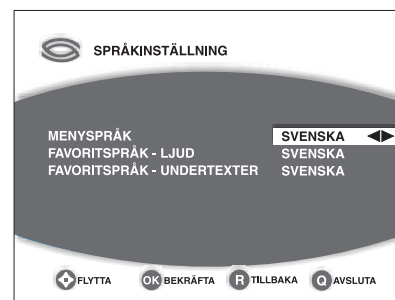 SPRÅKINSTÄLLNING
MENYSPRÅK SVENSKA
FAVORITSPRÅK - LJUD SVENSKA
FAVORITSPRÅK - UNDERTEXTER SVENSKA
FLYTTA OK BEKRÄFTA R TILLBAKA Q AVSLUTA